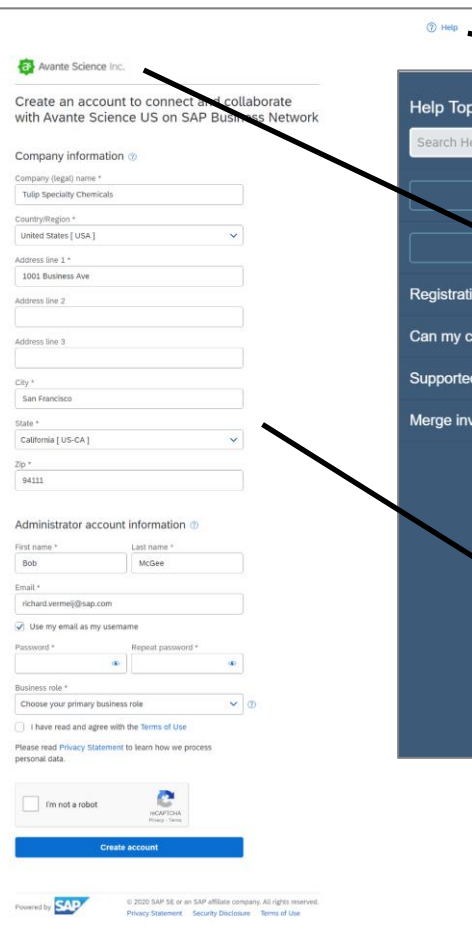 Help
Avante Science Inc.
Create an account to connect and collaborate
with Avante Science US on SAP Business Network
Company information
Company (legal) name *
Tulip Specialty Chemicals
Country/Region *
United States [ USA ]
Address line 1 *
1001 Business Ave
Address line 2
Address line 3
City *
San Francisco
State *
California [ US-CA ]
Zip *
94111
Administrator account information
First name * Last name *
Bob McGee
Email *
richard.vermeij@sap.com
Use my email as my username
Password * Repeat password *
Business role *
Choose your primary business role
I have read and agree with the Terms of Use
Please read Privacy Statement to learn how we process
personal data.
I'm not a robot
reCAPTCHA
Privacy - Terms
Create account
Powered by SAP
© 2020 SAP SE or an SAP affiliate company. All rights reserved.
Privacy Statement Security Disclosure Terms of Use
Help Top
Search He
Registrati
Can my c
Supporte
Merge inv